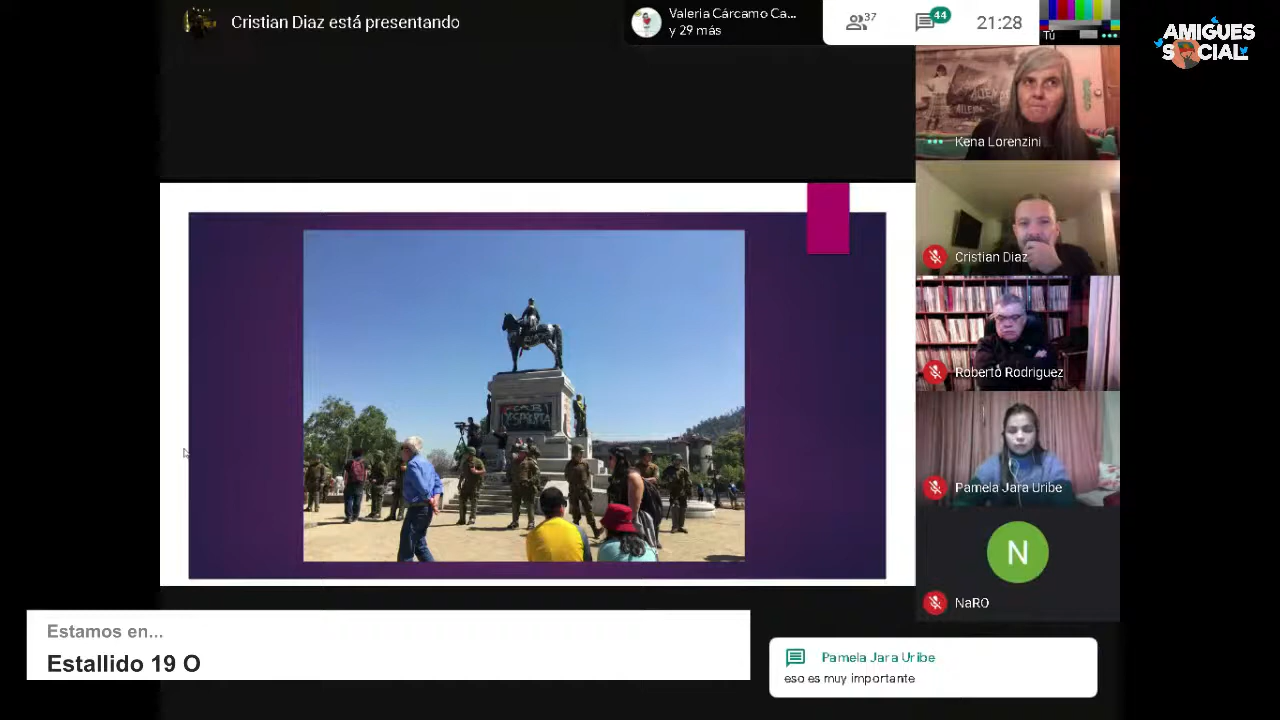 Cristian Diaz está presentando
Valeria Cárcamo Ca...
y 29 más
37
44
21:28
Tú
AMIGUES
SOCIAL
Kena Lorenzini
Cristian Diaz
Roberto Rodriguez
Pamela Jara Uribe
N
NaRO
Estamos en...
Estallido 19 O
Pamela Jara Uribe
eso es muy importante